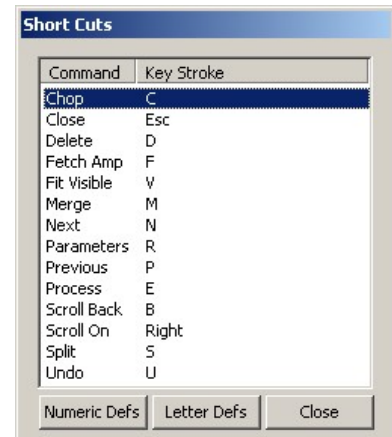 Short Cuts
Command Key Stroke
Chop C
Close Esc
Delete D
Fetch Amp F
Fit Visible V
Merge M
Next N
Parameters R
Previous P
Process E
Scroll Back B
Scroll On Right
Split S
Undo U
Numeric Defs Letter Defs Close